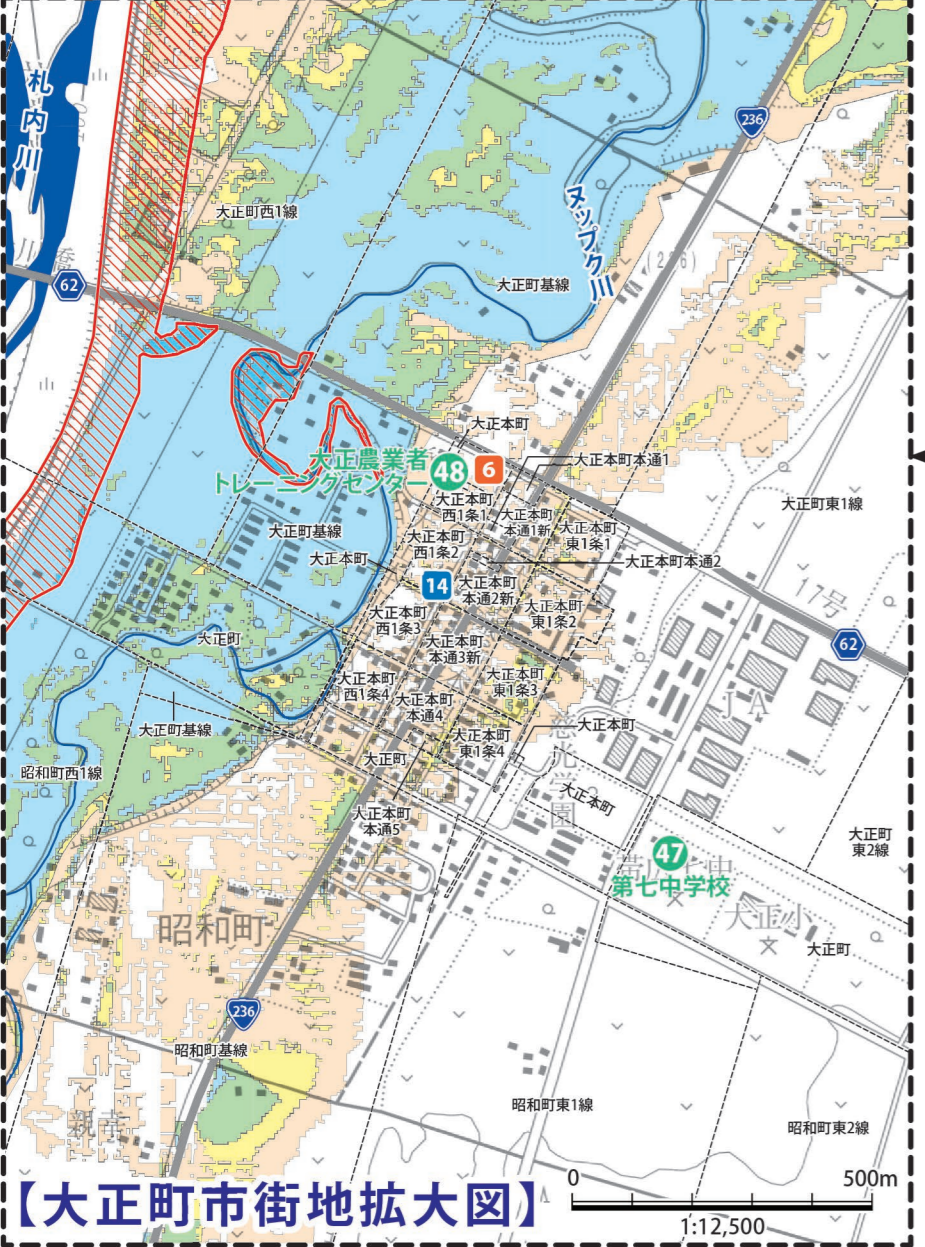 札内川
236
大正町西1線
ヌップク川
(236)
大正町基線
62
大正本町
大正農業者
トレーニングセンター
48
6
大正本町本通1
大正町東1線
大正本町
西1条1
大正本町
本通1新
大正本町
東1条1
大正町基線
大正本町
西1条2
大正本町
大正本町本通2
14
大正本町
本通2新
17号
大正本町
西1条3
大正本町
東1条2
62
大正町
大正本町
本通3新
大正本町
西1条4
大正本町
東1条3
大正本町
本通4
JA
大正町基線
大正本町
東1条4
大正本町
慈光学園
昭和町西1線
大正町
大正本町
大正本町
本通5
大正町
東2線
47
第七中学校
大正小
昭和町
大正町
236
昭和町基線
昭和町東1線
親幸
昭和町東2線
【大正町市街地拡大図】
0
500m
1:12,500